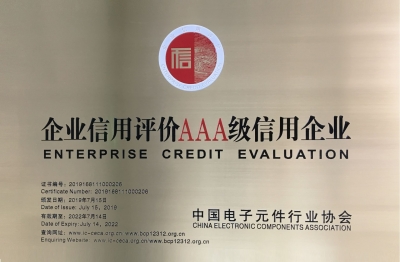 信
企业信用评价AAA级信用企业
ENTERPRISE CREDIT EVALUATION
证书编号: 2019168111000206
Certificate Number: 2019168111000206
颁发日期: 2019年7月15日
Date of Issue: July 15, 2019
有效期至: 2022年7月14日
Date of Expiry: July 14, 2022
查询网址: www.ic-ceca.org.cn www.bcp12312.org.cn
Enquiring Website: www.ic-ceca.org.cn www.bcp12312.org.cn
中国电子元件行业协会
CHINA ELECTRONIC COMPONENTS ASSOCIATION